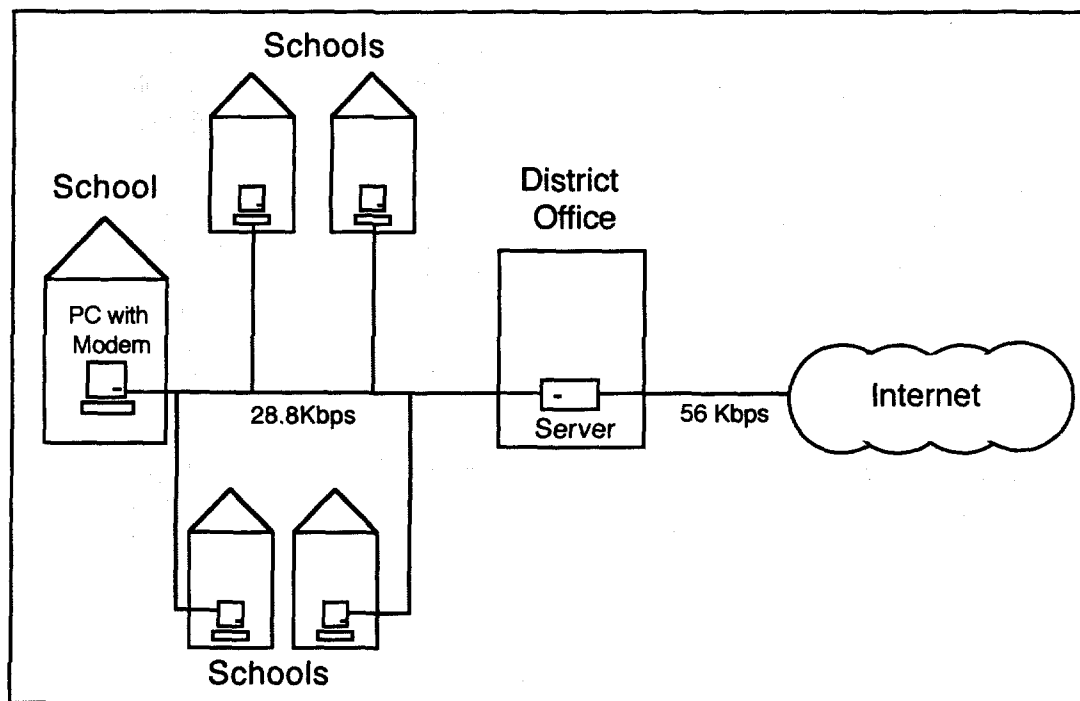 Schools
School
District
Office
PC with
Modem
28.8Kbps
Server
56 Kbps
Internet
Schools